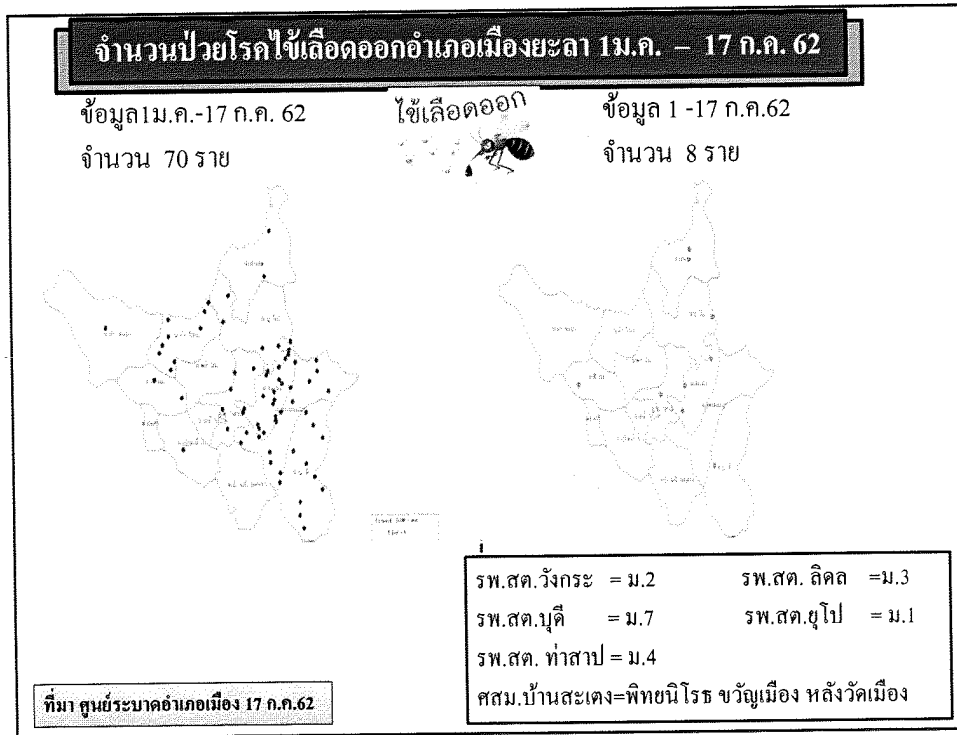 จำนวนป่วยโรคไข้เลือดออกอำเภอเมืองยะลา 1ม.ค. – 17 ก.ค. 62
ข้อมูล1ม.ค.-17 ก.ค. 62
จำนวน 70 ราย
ไข้เลือดออก
ข้อมูล 1 -17 ก.ค.62
จำนวน 8 ราย
รพ.สต.วังกระ = ม.2 รพ.สต. ลิดล =ม.3
รพ.สต.บุดี = ม.7 รพ.สต.ยุโป = ม.1
รพ.สต. ท่าสาป = ม.4
ศสม.บ้านสะเตง=พิทยนิโรธ ขวัญเมือง หลังวัดเมือง
ที่มา ศูนย์ระบาดอำเภอเมือง 17 ก.ค.62